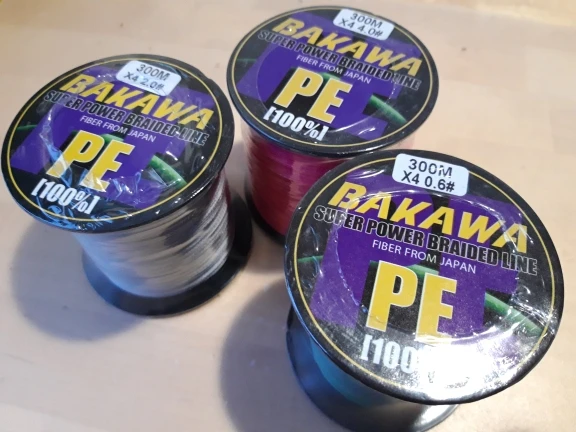 300M
X4 2.0#
BAKAWA
SUPER POWER BRAIDED LINE
FIBER FROM JAPAN
PE
[100%]
300M
X4 4.0#
BAKAWA
SUPER POWER BRAIDED LINE
FIBER FROM JAPAN
PE
[100%]
300M
X4 0.6#
BAKAWA
SUPER POWER BRAIDED LINE
FIBER FROM JAPAN
PE
[100